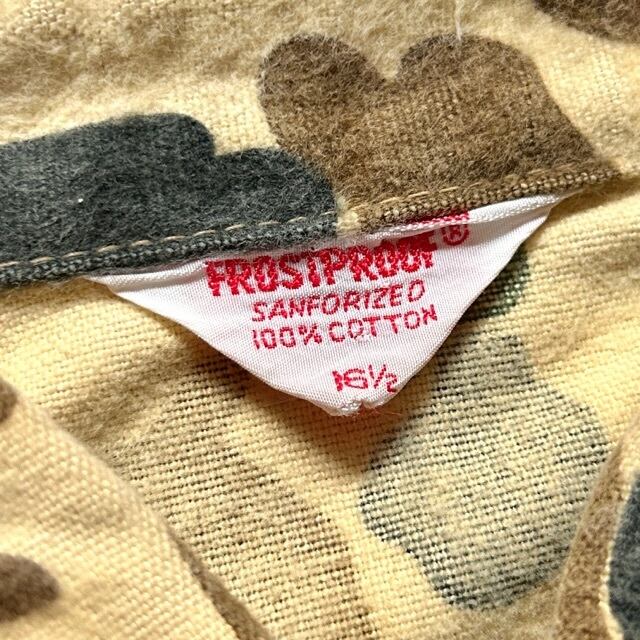 FROSTPROOF®
SANFORIZED
100% COTTON
16½